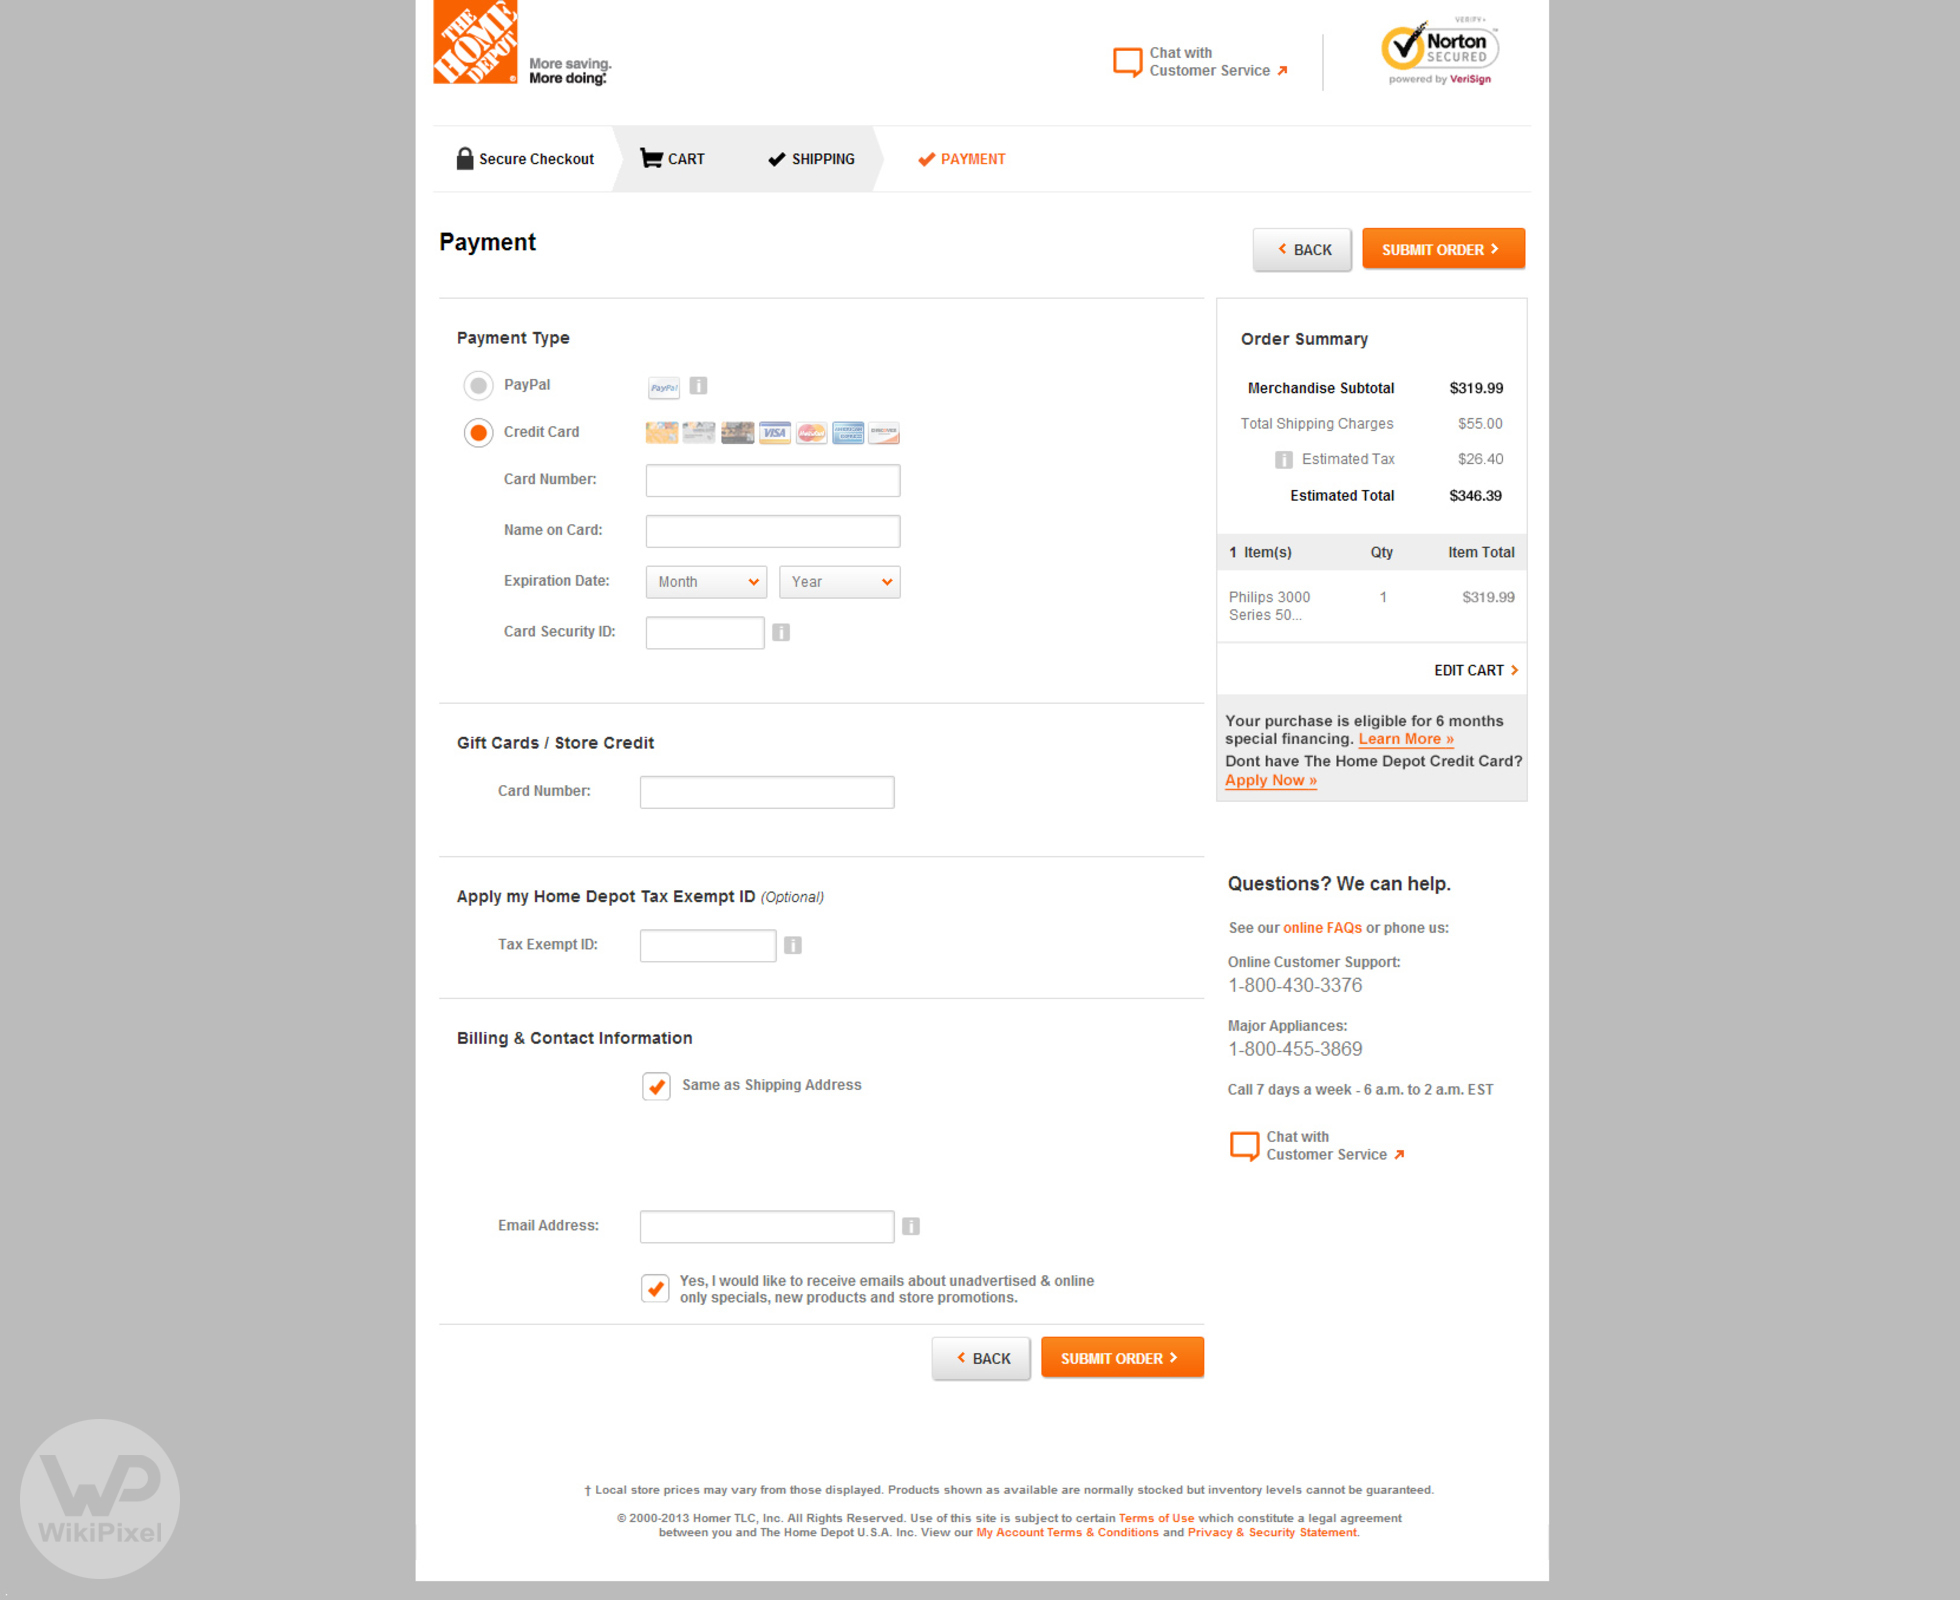 THE HOME DEPOT
More saving.
More doing.
Chat with
Customer Service
VERIFY
Norton
SECURED
powered by VeriSign
Secure Checkout
CART
SHIPPING
PAYMENT
Payment
BACK
SUBMIT ORDER
Payment Type
PayPal
PayPal
Credit Card
VISA
Card Number:
Name on Card:
Expiration Date:
Month
Year
Card Security ID:
Gift Cards / Store Credit
Card Number:
Apply my Home Depot Tax Exempt ID (Optional)
Tax Exempt ID:
Billing & Contact Information
Same as Shipping Address
Email Address:
Yes, I would like to receive emails about unadvertised & online
only specials, new products and store promotions.
BACK
SUBMIT ORDER
Order Summary
Merchandise Subtotal $319.99
Total Shipping Charges $55.00
Estimated Tax $26.40
Estimated Total $346.39
1 Item(s) Qty Item Total
Philips 3000 1 $319.99
Series 50...
EDIT CART
Your purchase is eligible for 6 months
special financing. Learn More »
Dont have The Home Depot Credit Card?
Apply Now »
Questions? We can help.
See our online FAQs or phone us:
Online Customer Support:
1-800-430-3376
Major Appliances:
1-800-455-3869
Call 7 days a week - 6 a.m. to 2 a.m. EST
Chat with
Customer Service
† Local store prices may vary from those displayed. Products shown as available are normally stocked but inventory levels cannot be guaranteed.
© 2000-2013 Homer TLC, Inc. All Rights Reserved. Use of this site is subject to certain Terms of Use which constitute a legal agreement
between you and The Home Depot U.S.A. Inc. View our My Account Terms & Conditions and Privacy & Security Statement.
WP
WikiPixel